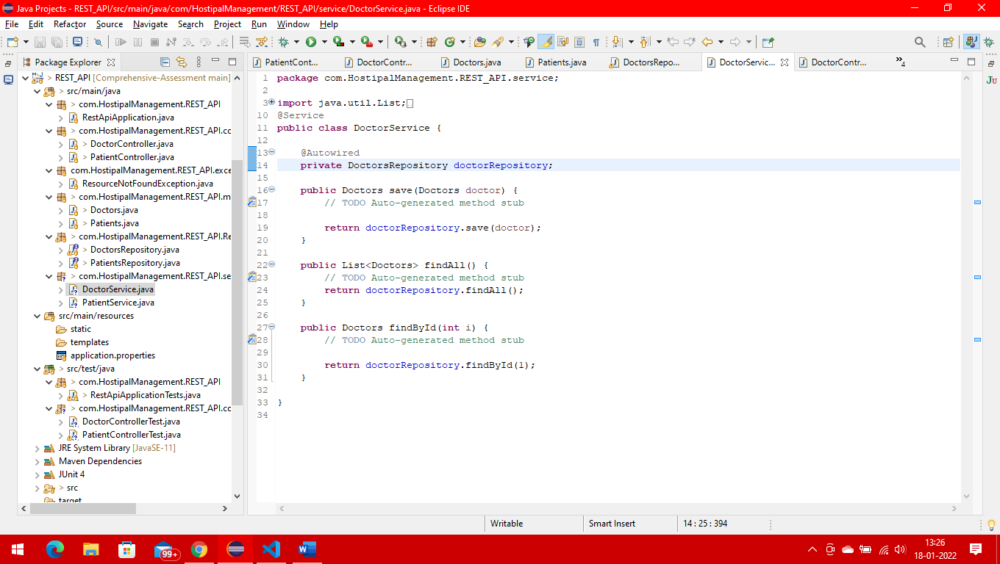 Java Projects - REST_API/src/main/java/com/HostipalManagement/REST_API/service/DoctorService.java - Eclipse IDE
File Edit Refactor Source Navigate Search Project Run Window Help
Package Explorer
PatientCont... DoctorContr... Doctors.java Patients.java DoctorsRepo... DoctorServic... DoctorContr... »4
> REST_API [Comprehensive-Assessment main]
> src/main/java
> com.HostipalManagement.REST_API
RestApiApplication.java
> com.HostipalManagement.REST_API.cc
> DoctorController.java
> PatientController.java
com.HostipalManagement.REST_API.exce
ResourceNotFoundException.java
> com.HostipalManagement.REST_API.m
> Doctors.java
> Patients.java
> com.HostipalManagement.REST_API.Re
> DoctorsRepository.java
> PatientsRepository.java
> com.HostipalManagement.REST_API.se
DoctorService.java
PatientService.java
src/main/resources
static
templates
application.properties
> src/test/java
> com.HostipalManagement.REST_API
> RestApiApplicationTests.java
> com.HostipalManagement.REST_API.cc
DoctorControllerTest.java
PatientControllerTest.java
JRE System Library [JavaSE-11]
Maven Dependencies
JUnit 4
> src
target
1 package com.HostipalManagement.REST_API.service;
2
3 import java.util.List;
10 @Service
11 public class DoctorService {
12
13 @Autowired
14 private DoctorsRepository doctorRepository;
15
16 public Doctors save(Doctors doctor) {
17 // TODO Auto-generated method stub
18
19 return doctorRepository.save(doctor);
20 }
21
22 public List<Doctors> findAll() {
23 // TODO Auto-generated method stub
24 return doctorRepository.findAll();
25 }
26
27 public Doctors findById(int i) {
28 // TODO Auto-generated method stub
29
30 return doctorRepository.findById(1);
31 }
32
33 }
34
Ju
Writable Smart Insert 14 : 25 : 394
99+
13:26
18-01-2022